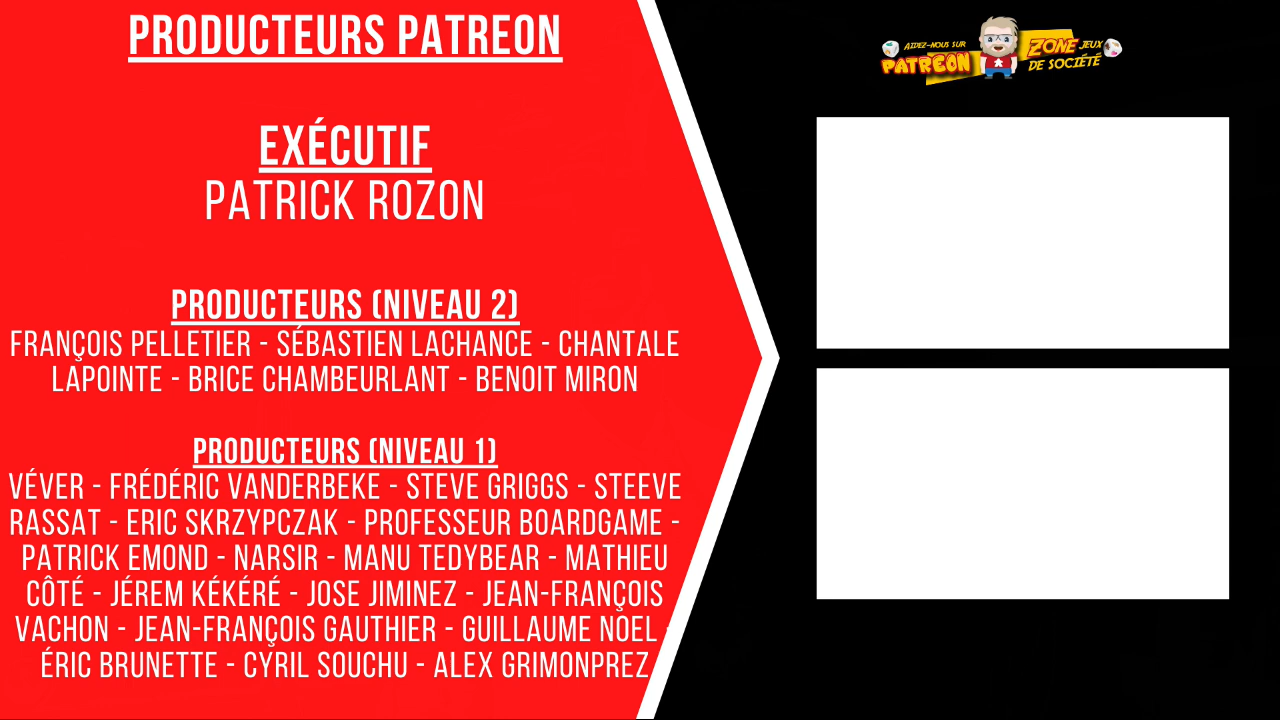 PRODUCTEURS PATREON
EXÉCUTIF
PATRICK ROZON
PRODUCTEURS (NIVEAU 2)
FRANÇOIS PELLETIER - SÉBASTIEN LACHANCE - CHANTALE
LAPOINTE - BRICE CHAMBEURLANT - BENOIT MIRON
PRODUCTEURS (NIVEAU 1)
VÉVER - FRÉDÉRIC VANDERBEKE - STEVE GRIGGS - STEEVE
RASSAT - ERIC SKRZYPCZAK - PROFESSEUR BOARDGAME -
PATRICK EMOND - NARSIR - MANU TEDYBEAR - MATHIEU
CÔTÉ - JÉREM KÉKÉRÉ - JOSE JIMINEZ - JEAN-FRANÇOIS
VACHON - JEAN-FRANÇOIS GAUTHIER - GUILLAUME NOEL -
ÉRIC BRUNETTE - CYRIL SOUCHU - ALEX GRIMONPREZ
AIDEZ-NOUS SUR
PATREON
ZONE JEUX
DE SOCIÉTÉ